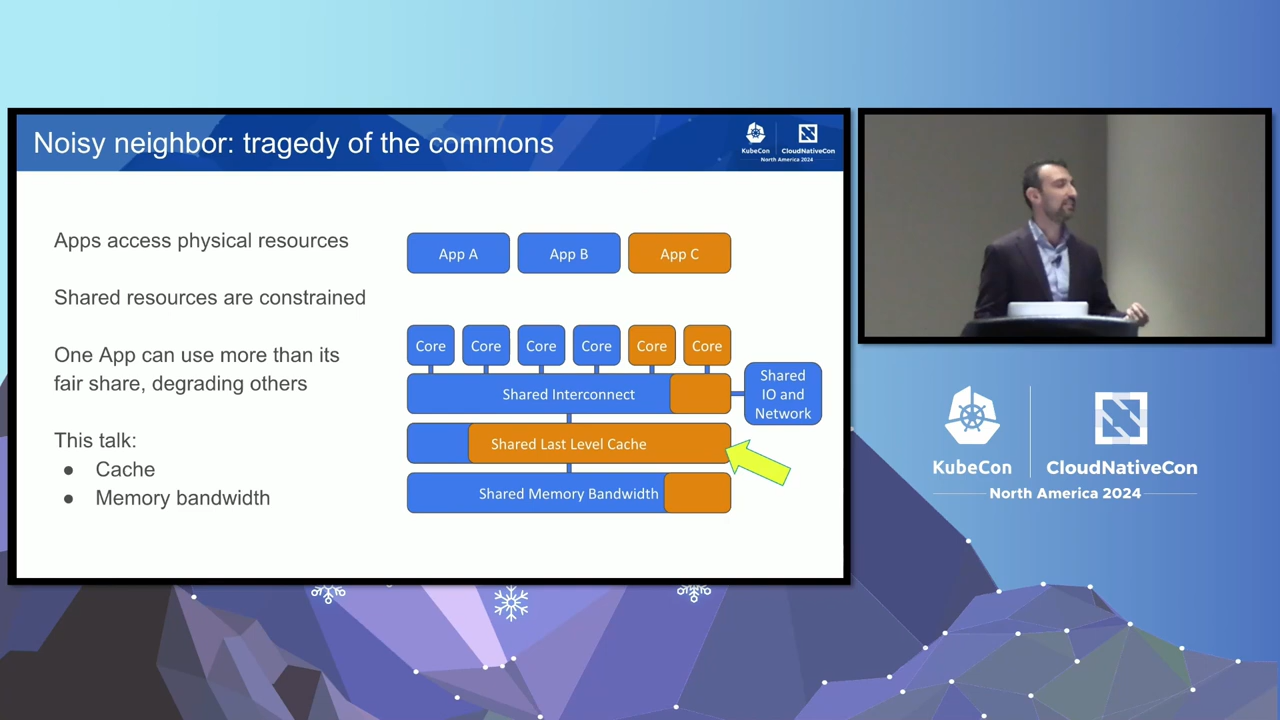 Noisy neighbor: tragedy of the commons
KubeCon
CloudNativeCon
North America 2024
Apps access physical resources
Shared resources are constrained
One App can use more than its
fair share, degrading others
This talk:
● Cache
● Memory bandwidth
App A
App B
App C
Core
Core
Core
Core
Core
Core
Shared Interconnect
Shared
IO and
Network
Shared Last Level Cache
Shared Memory Bandwidth
KubeCon
CloudNativeCon
North America 2024